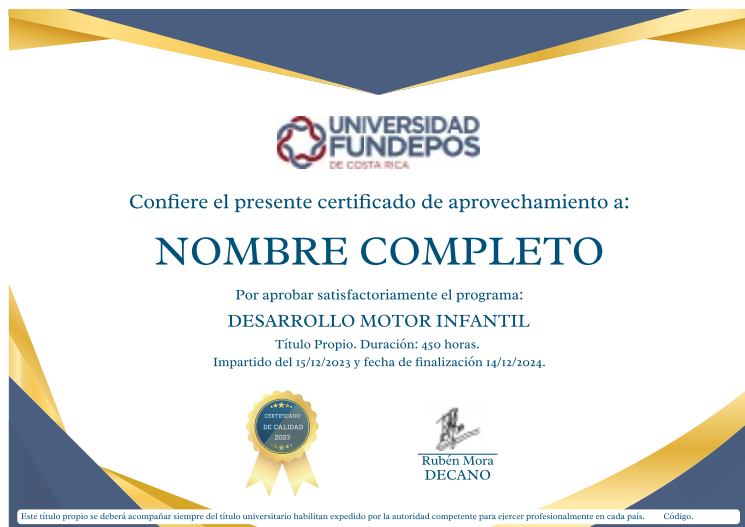 UNIVERSIDAD
FUNDEPOS
DE COSTA RICA
Confiere el presente certificado de aprovechamiento a:
NOMBRE COMPLETO
Por aprobar satisfactoriamente el programa:
DESARROLLO MOTOR INFANTIL
Título Propio. Duración: 450 horas.
Impartido del 15/12/2023 y fecha de finalización 14/12/2024.
CERTIFICADO
DE CALIDAD
2023
Rubén Mora
DECANO
Este título propio se deberá acompañar siempre del título universitario habilitan expedido por la autoridad competente para ejercer profesionalmente en cada país. Código.